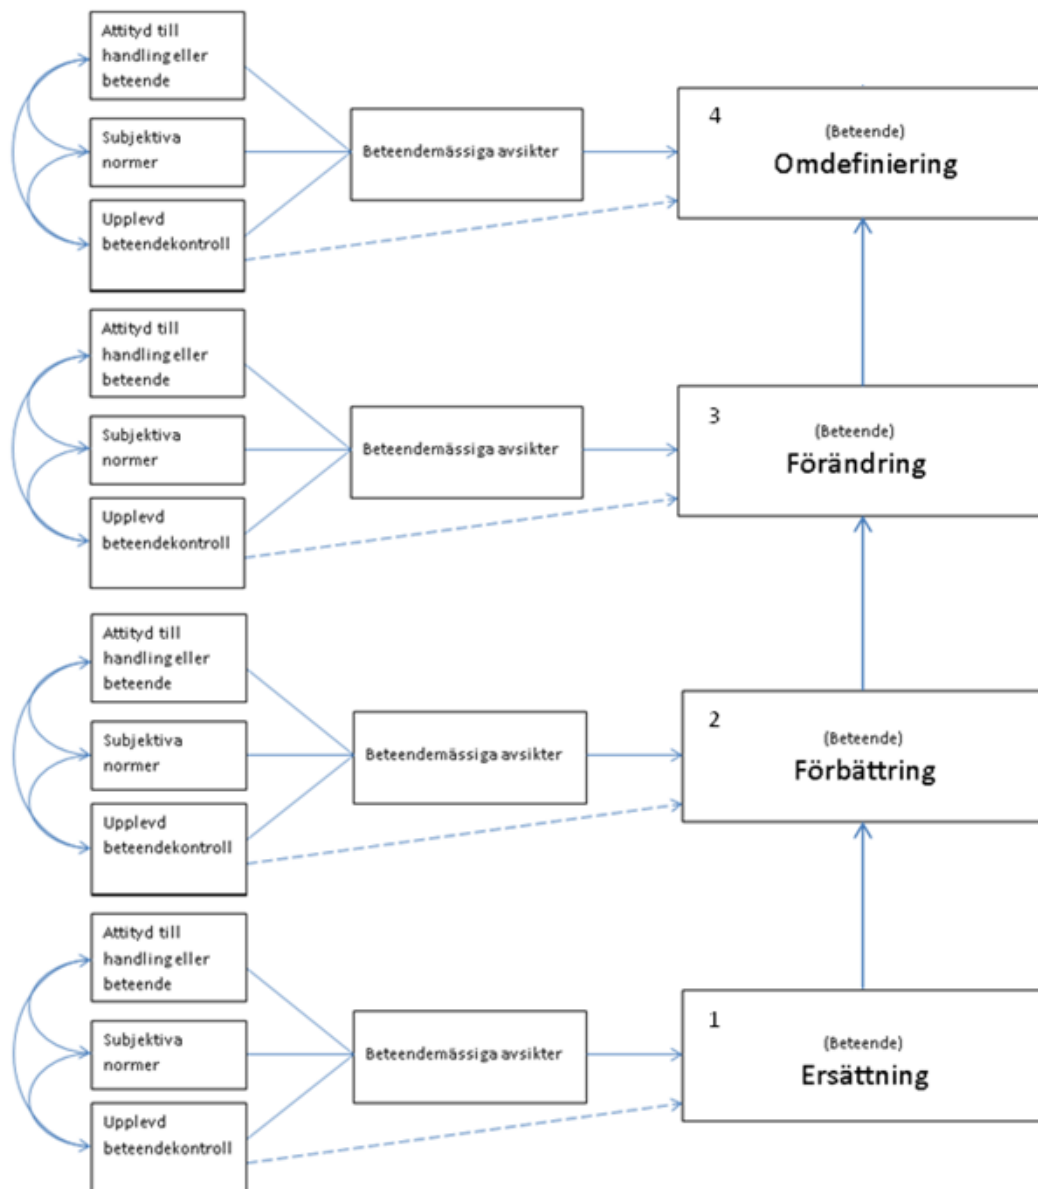 Attityd till
handling eller
beteende
Subjektiva
normer
Upplevd
beteendekontroll
Beteendemässiga avsikter
4
(Beteende)
Omdefiniering
Attityd till
handling eller
beteende
Subjektiva
normer
Upplevd
beteendekontroll
Beteendemässiga avsikter
3
(Beteende)
Förändring
Attityd till
handling eller
beteende
Subjektiva
normer
Upplevd
beteendekontroll
Beteendemässiga avsikter
2
(Beteende)
Förbättring
Attityd till
handling eller
beteende
Subjektiva
normer
Upplevd
beteendekontroll
Beteendemässiga avsikter
1
(Beteende)
Ersättning